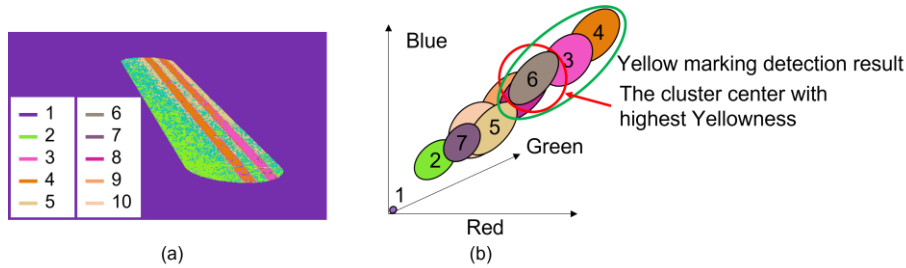 1
2
3
4
5
6
7
8
9
10
(a)
Blue
4
3
6
5
7
2
1
Green
Red
Yellow marking detection result
The cluster center with
highest Yellowness
(b)